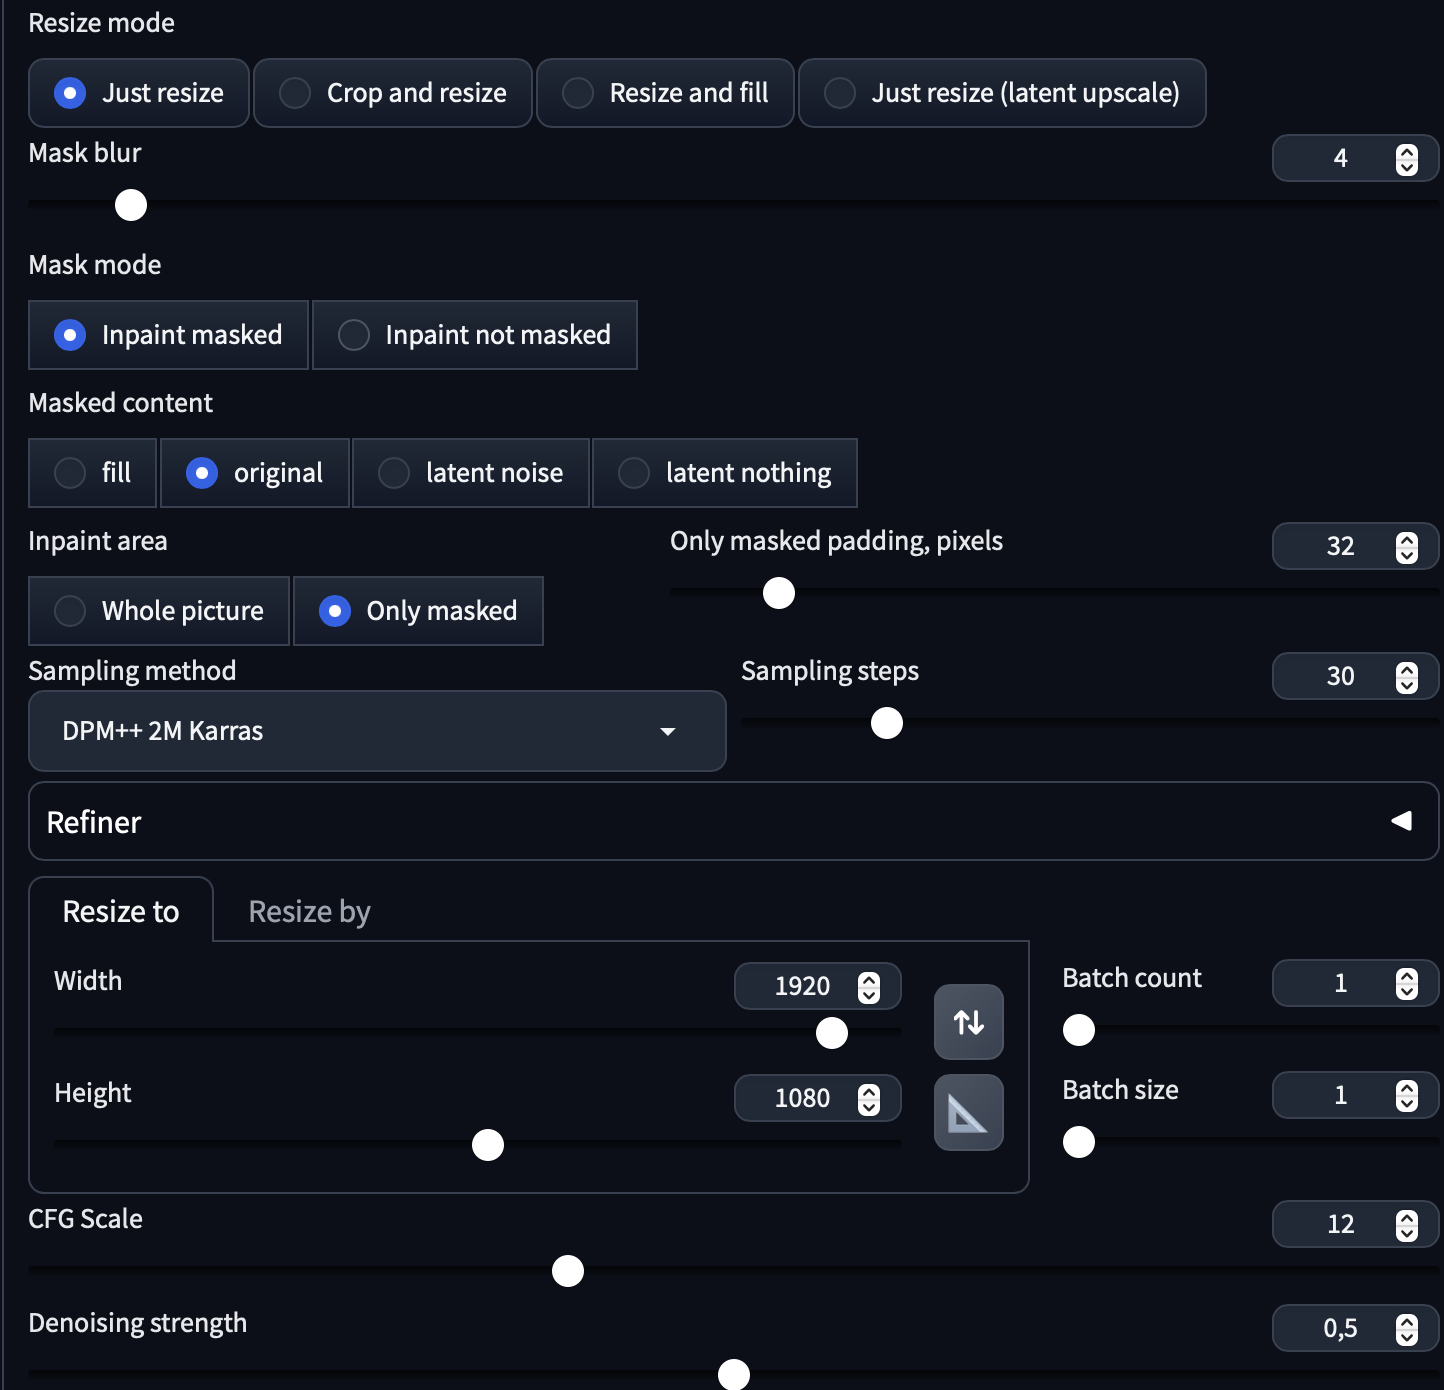 Resize mode
Just resize Crop and resize Resize and fill Just resize (latent upscale)
Mask blur 4
Mask mode
Inpaint masked Inpaint not masked
Masked content
fill original latent noise latent nothing
Inpaint area Only masked padding, pixels 32
Whole picture Only masked
Sampling method Sampling steps 30
DPM++ 2M Karras
Refiner
Resize to Resize by
Width 1920 Batch count 1
Height 1080 Batch size 1
CFG Scale 12
Denoising strength 0,5